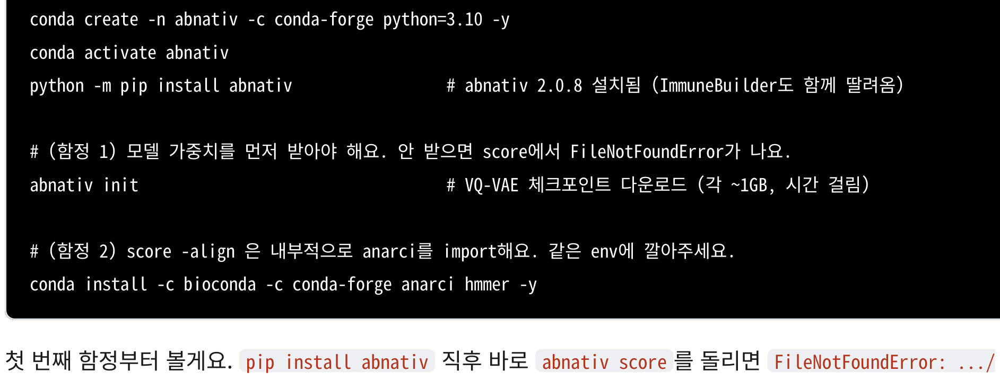 conda create -n abnativ -c conda-forge python=3.10 -y
conda activate abnativ
python -m pip install abnativ # abnativ 2.0.8 설치됨 (ImmuneBuilder도 함께 딸려옴)
# (함정 1) 모델 가중치를 먼저 받아야 해요. 안 받으면 score에서 FileNotFoundError가 나요.
abnativ init # VQ-VAE 체크포인트 다운로드 (각 ~1GB, 시간 걸림)
# (함정 2) score -align 은 내부적으로 anarci를 import해요. 같은 env에 깔아주세요.
conda install -c bioconda -c conda-forge anarci hmmer -y
첫 번째 함정부터 볼게요. pip install abnativ 직후 바로 abnativ score를 돌리면 FileNotFoundError: .../